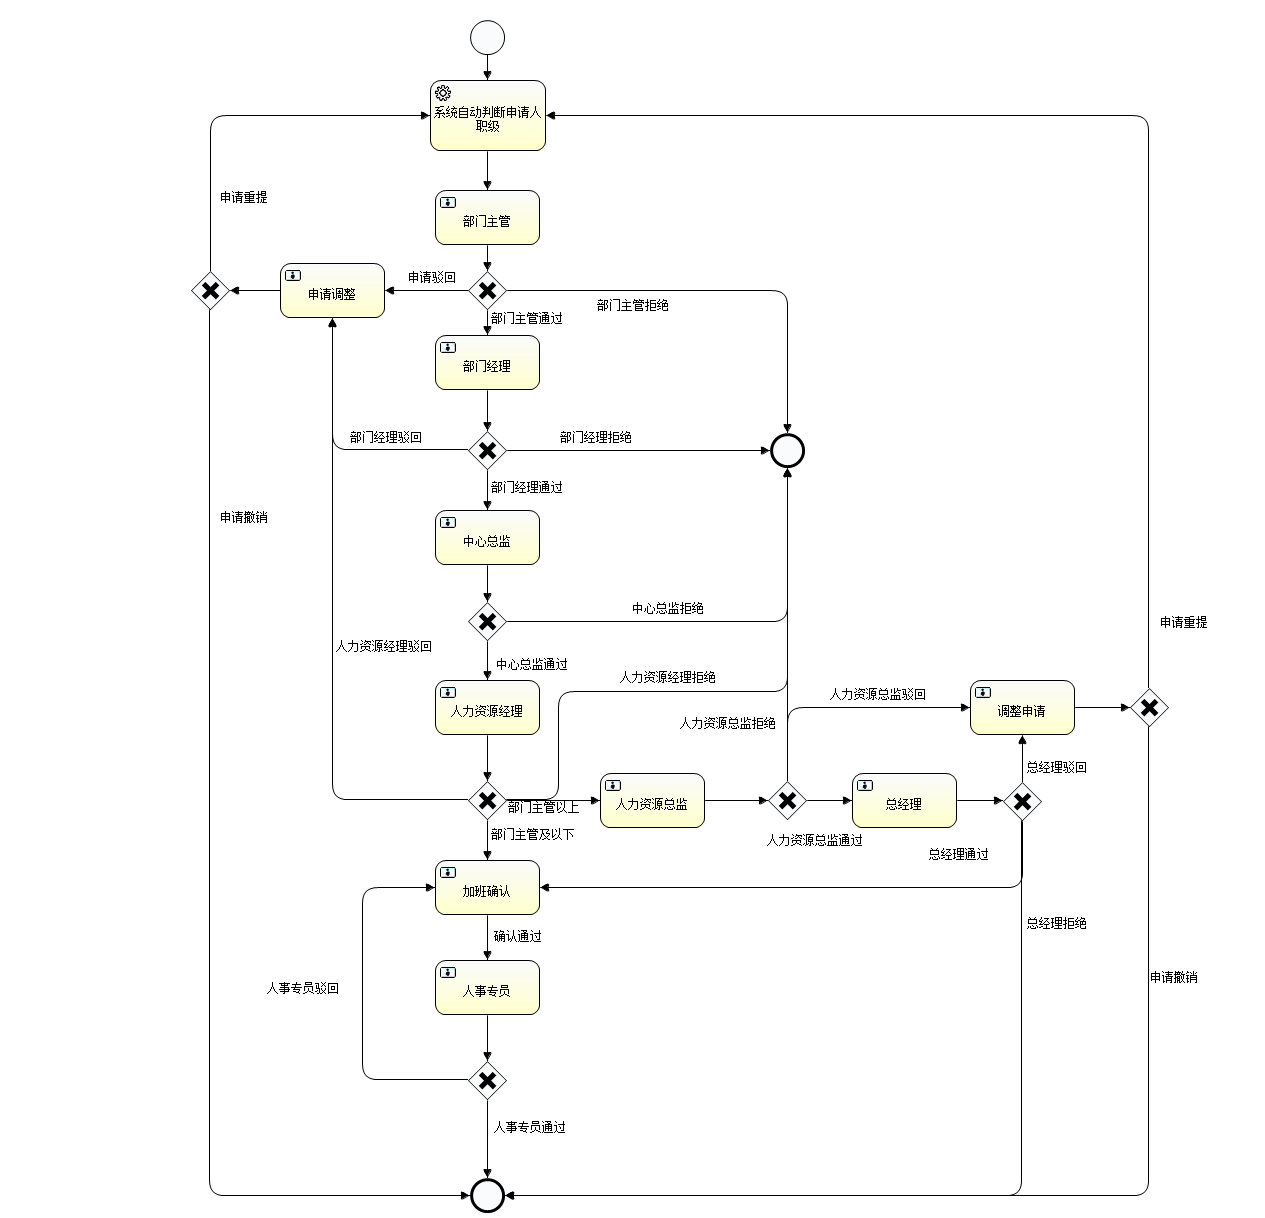 系统自动判断申请人
职级
申请重提
部门主管
申请驳回
申请调整
部门主管拒绝
部门主管通过
部门经理
部门经理驳回
部门经理拒绝
部门经理通过
申请撤销
中心总监
中心总监拒绝
申请重提
人力资源经理驳回
中心总监通过
人力资源经理拒绝
人力资源总监驳回
人力资源经理
调整申请
人力资源总监拒绝
总经理驳回
部门主管以上
人力资源总监
总经理
部门主管及以下
人力资源总监通过
总经理通过
加班确认
总经理拒绝
确认通过
申请撤销
人事专员驳回
人事专员
人事专员通过